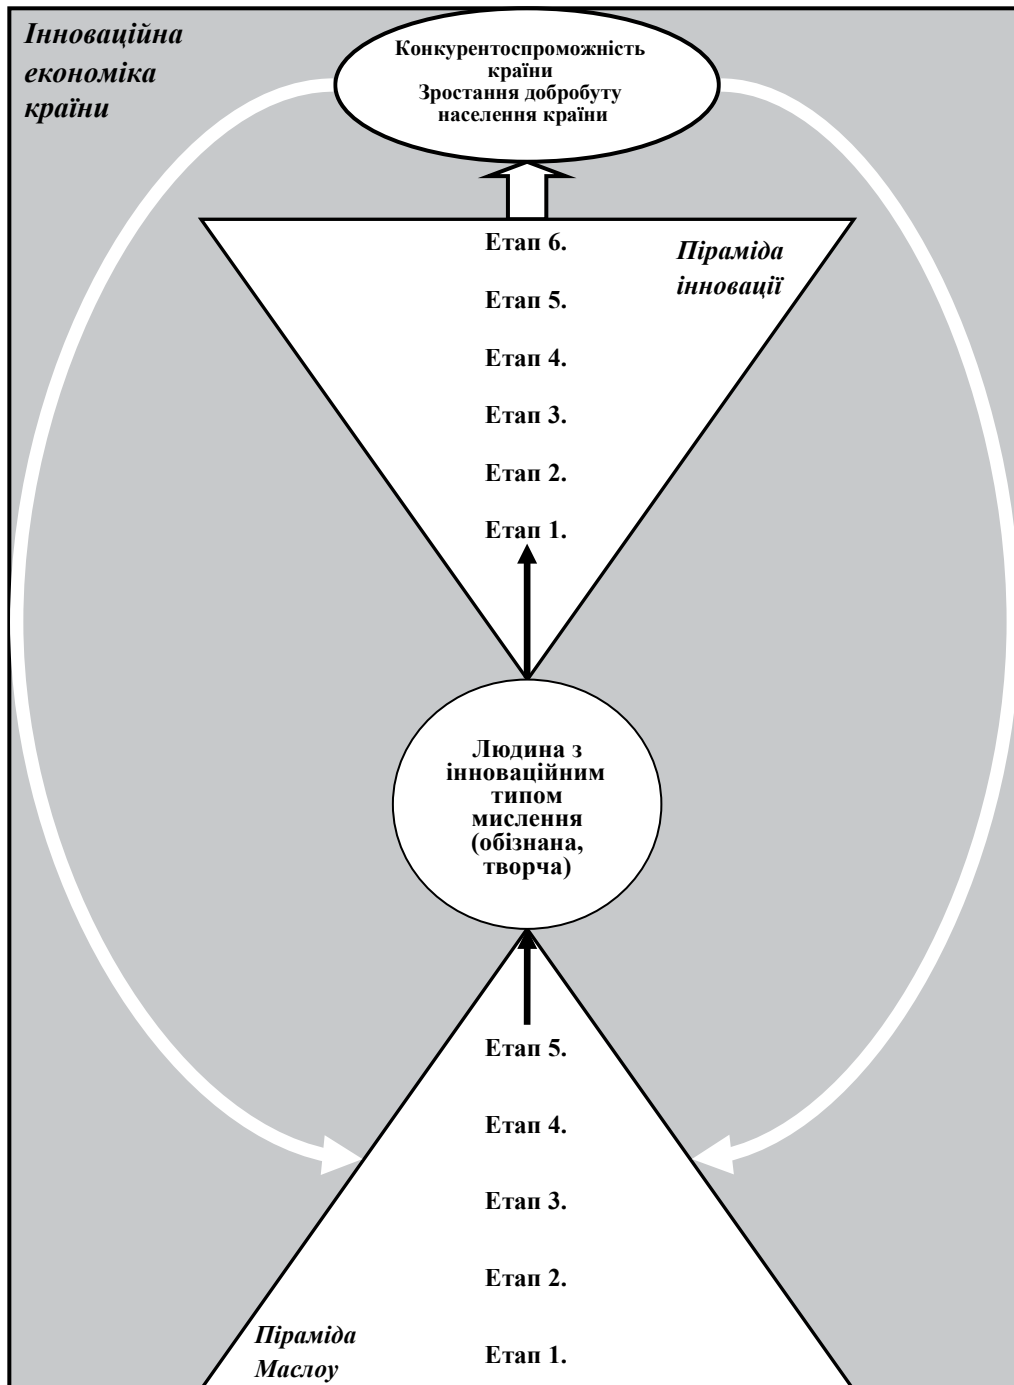 Інноваційна
економіка
країни
Конкурентоспроможність
країни
Зростання добробуту
населення країни
Етап 6.
Піраміда
інновації
Етап 5.
Етап 4.
Етап 3.
Етап 2.
Етап 1.
Людина з
інноваційним
типом
мислення
(обізнана,
творча)
Етап 5.
Етап 4.
Етап 3.
Етап 2.
Піраміда
Маслоу
Етап 1.